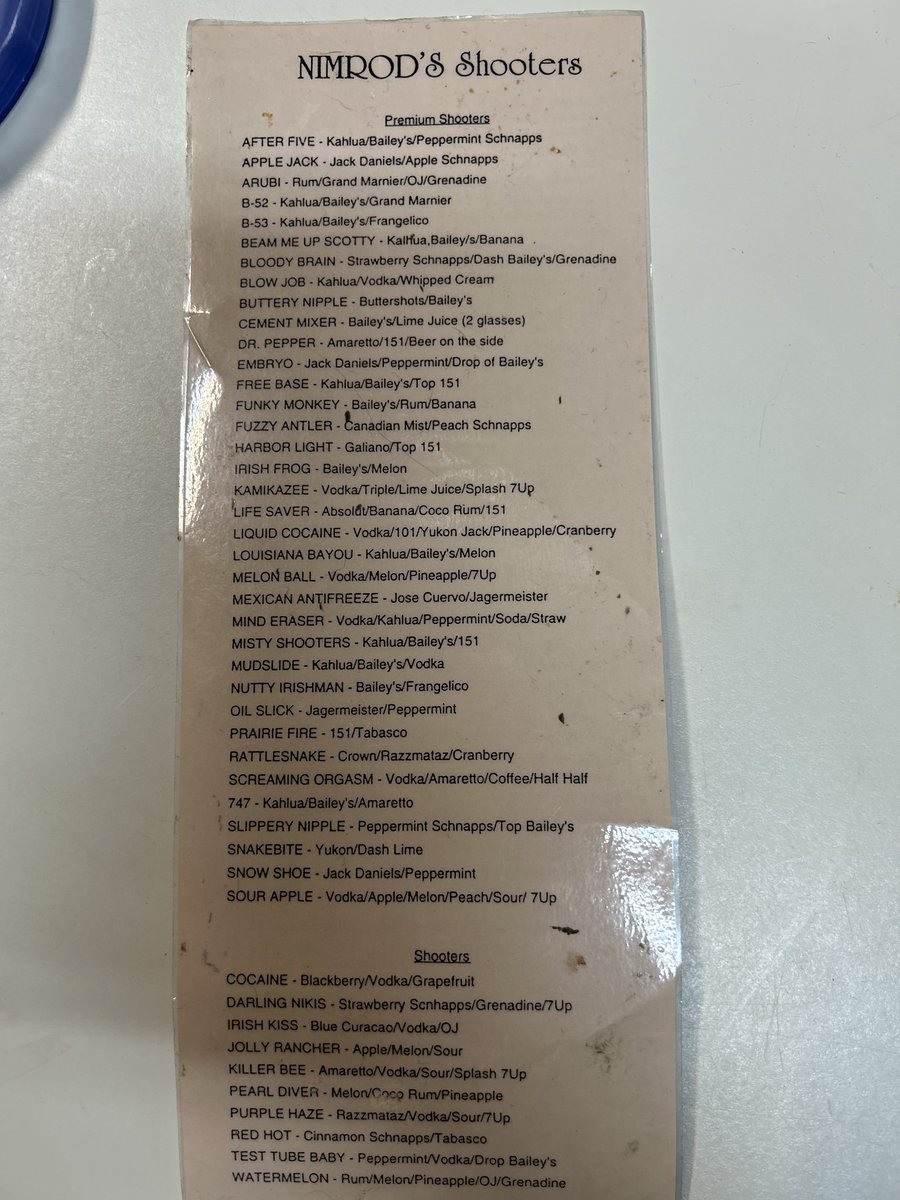 NIMROD'S Shooters
Premium Shooters
AFTER FIVE - Kahlua/Bailey's/Peppermint Schnapps
APPLE JACK - Jack Daniels/Apple Schnapps
ARUBI - Rum/Grand Marnier/OJ/Grenadine
B-52 - Kahlua/Bailey's/Grand Marnier
B-53 - Kahlua/Bailey's/Frangelico
BEAM ME UP SCOTTY - Kalhua,Bailey/s/Banana
BLOODY BRAIN - Strawberry Schnapps/Dash Bailey's/Grenadine
BLOW JOB - Kahlua/Vodka/Whipped Cream
BUTTERY NIPPLE - Buttershots/Bailey's
CEMENT MIXER - Bailey's/Lime Juice (2 glasses)
DR. PEPPER - Amaretto/151/Beer on the side
EMBRYO - Jack Daniels/Peppermint/Drop of Bailey's
FREE BASE - Kahlua/Bailey's/Top 151
FUNKY MONKEY - Bailey's/Rum/Banana
FUZZY ANTLER - Canadian Mist/Peach Schnapps
HARBOR LIGHT - Galiano/Top 151
IRISH FROG - Bailey's/Melon
KAMIKAZEE - Vodka/Triple/Lime Juice/Splash 7Up
LIFE SAVER - Absolut/Banana/Coco Rum/151
LIQUID COCAINE - Vodka/101/Yukon Jack/Pineapple/Cranberry
LOUISIANA BAYOU - Kahlua/Bailey's/Melon
MELON BALL - Vodka/Melon/Pineapple/7Up
MEXICAN ANTIFREEZE - Jose Cuervo/Jagermeister
MIND ERASER - Vodka/Kahlua/Peppermint/Soda/Straw
MISTY SHOOTERS - Kahlua/Bailey's/151
MUDSLIDE - Kahlua/Bailey's/Vodka
NUTTY IRISHMAN - Bailey's/Frangelico
OIL SLICK - Jagermeister/Peppermint
PRAIRIE FIRE - 151/Tabasco
RATTLESNAKE - Crown/Razzmataz/Cranberry
SCREAMING ORGASM - Vodka/Amaretto/Coffee/Half Half
747 - Kahlua/Bailey's/Amaretto
SLIPPERY NIPPLE - Peppermint Schnapps/Top Bailey's
SNAKEBITE - Yukon/Dash Lime
SNOW SHOE - Jack Daniels/Peppermint
SOUR APPLE - Vodka/Apple/Melon/Peach/Sour/ 7Up
Shooters
COCAINE - Blackberry/Vodka/Grapefruit
DARLING NIKIS - Strawberry Scnhapps/Grenadine/7Up
IRISH KISS - Blue Curacao/Vodka/OJ
JOLLY RANCHER - Apple/Melon/Sour
KILLER BEE - Amaretto/Vodka/Sour/Splash 7Up
PEARL DIVER - Melon/Coco Rum/Pineapple
PURPLE HAZE - Razzmataz/Vodka/Sour/7Up
RED HOT - Cinnamon Schnapps/Tabasco
TEST TUBE BABY - Peppermint/Vodka/Drop Bailey's
WATERMELON - Rum/Melon/Pineapple/OJ/Grenadine